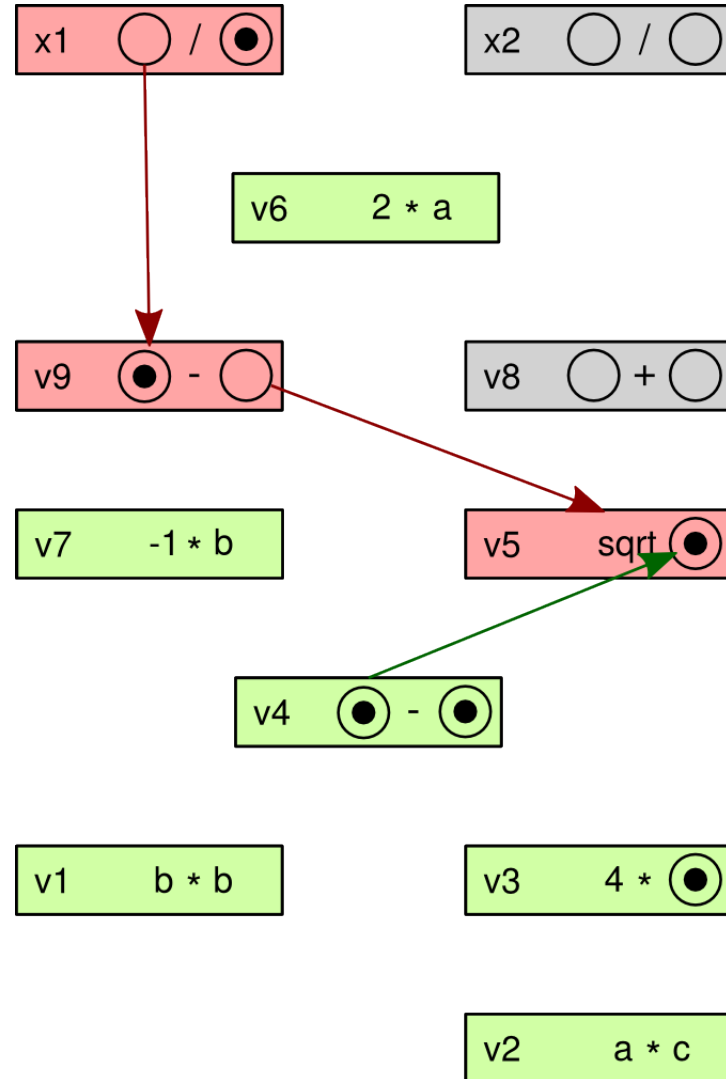 x1 /
x2 /
v6 2 * a
v9 -
v8 +
v7 -1 * b
v5 sqrt
v4 -
v1 b * b
v3 4 *
v2 a * c